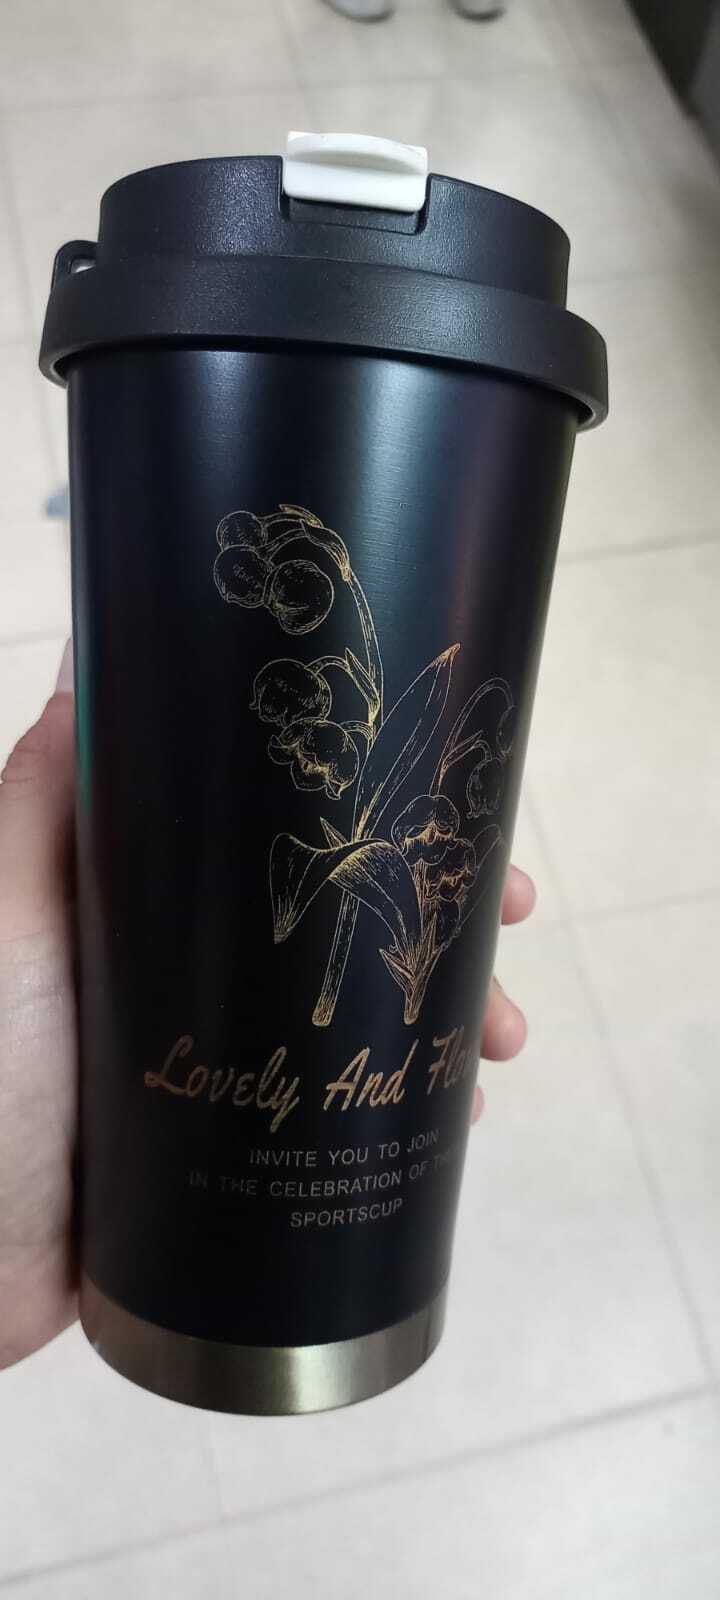 Lovely And
INVITE YOU TO JOIN
IN THE CELEBRATION OF
SPORTSCUP